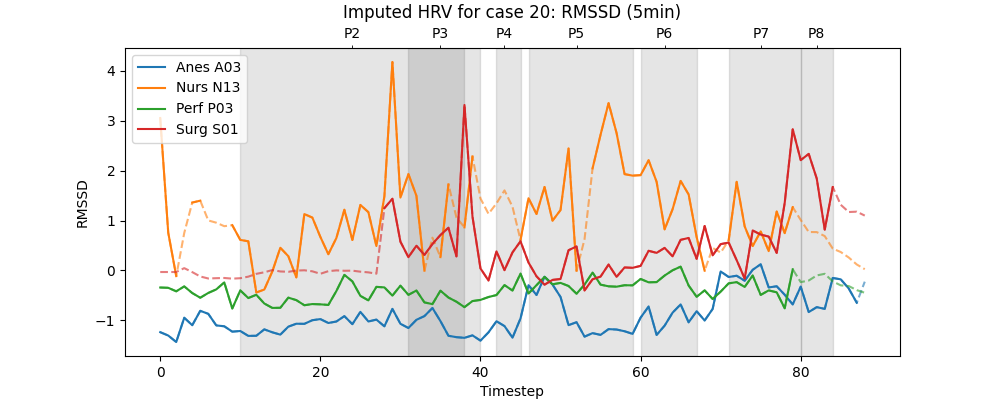 Imputed HRV for case 20: RMSSD (5min)
P2 P3 P4 P5 P6 P7 P8
Anes A03
Nurs N13
Perf P03
Surg S01
4
3
2
1
0
−1
RMSSD
0 20 40 60 80
Timestep